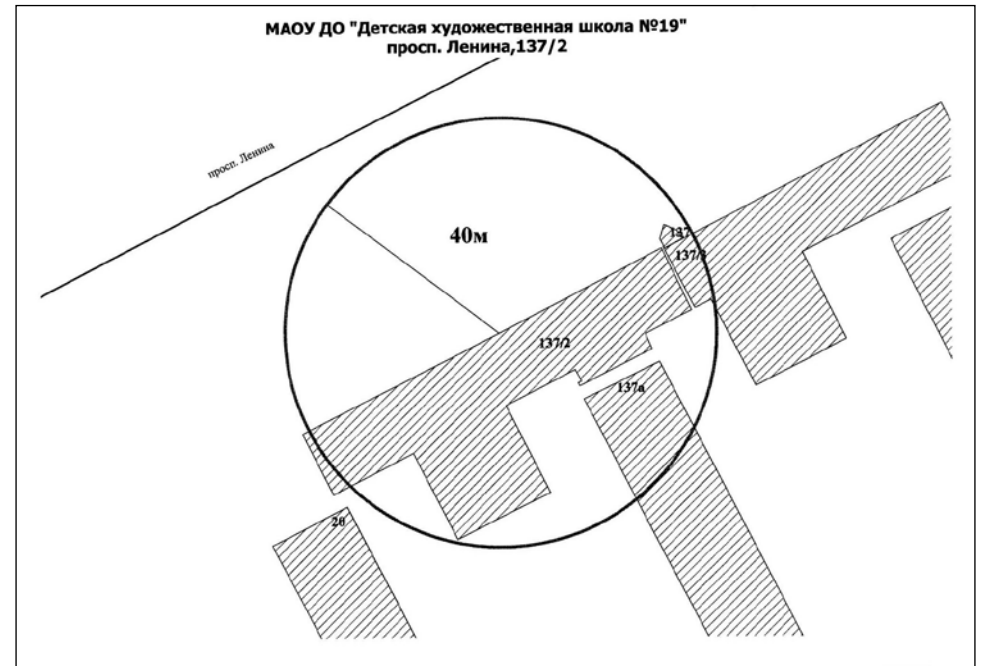 МАОУ ДО "Детская художественная школа №19"
просп. Ленина,137/2
просп. Ленина
40м
137
137/3
137/2
137а
20